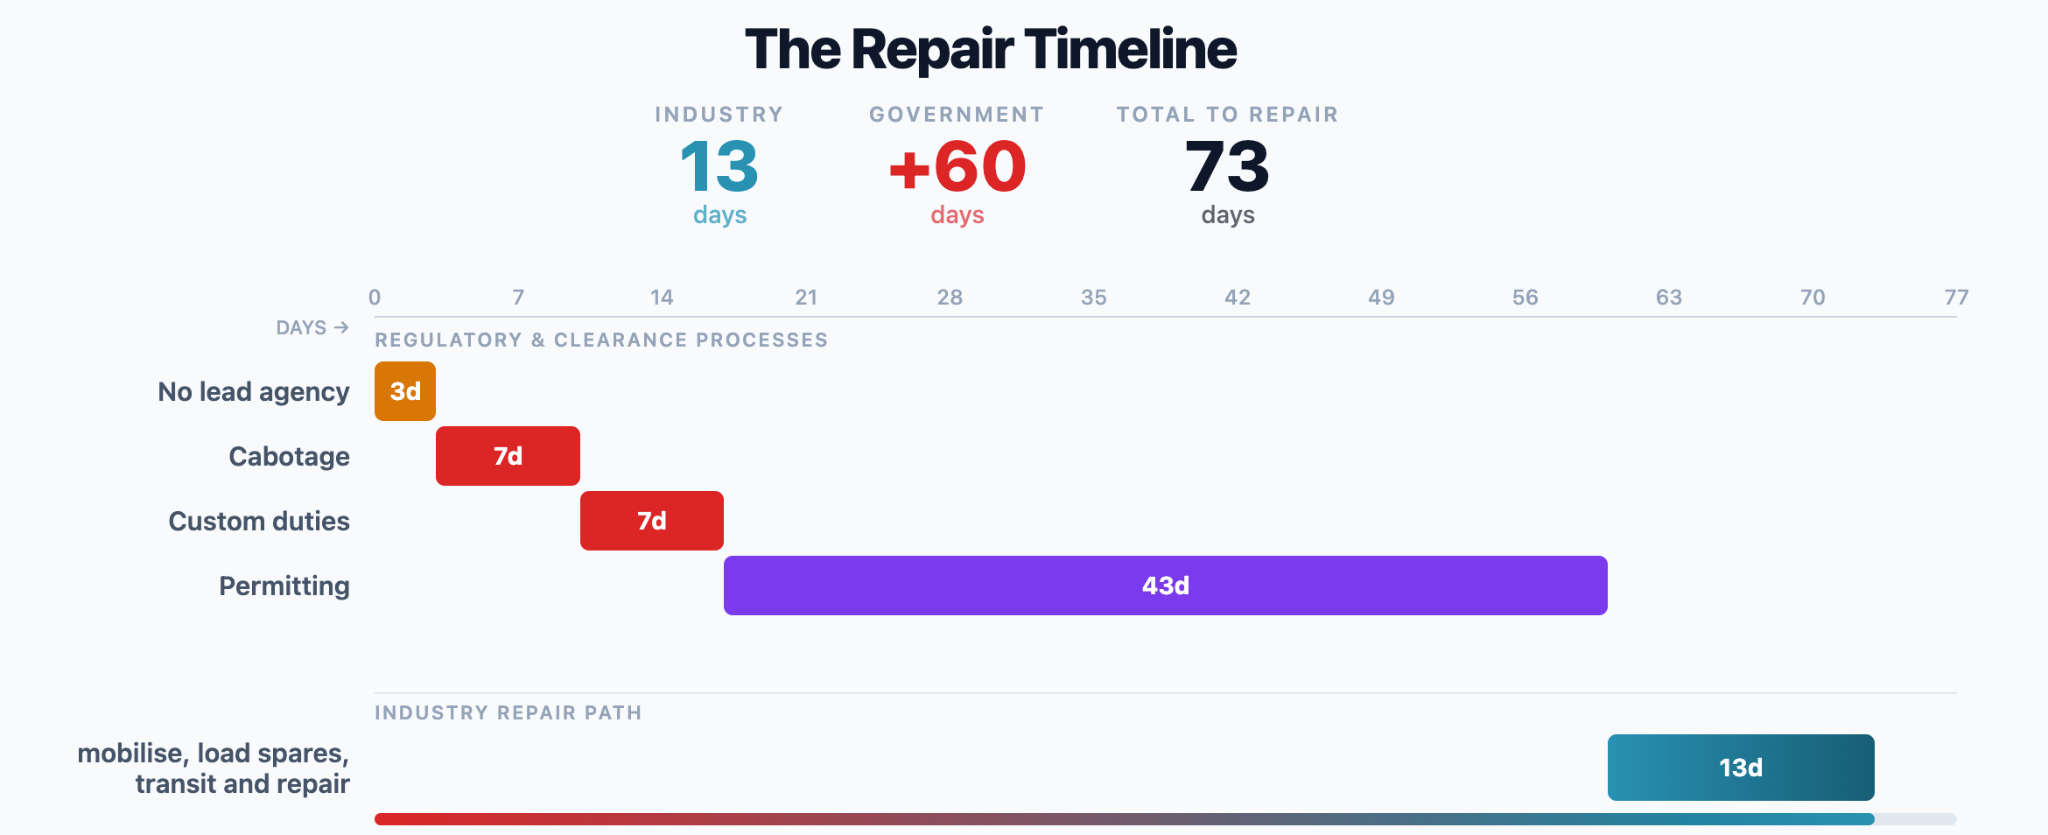 The Repair Timeline
INDUSTRY
13
days
GOVERNMENT
+60
days
TOTAL TO REPAIR
73
days
0 7 14 21 28 35 42 49 56 63 70 77
DAYS →
REGULATORY & CLEARANCE PROCESSES
No lead agency 3d
Cabotage 7d
Custom duties 7d
Permitting 43d
INDUSTRY REPAIR PATH
mobilise, load spares,
transit and repair
13d